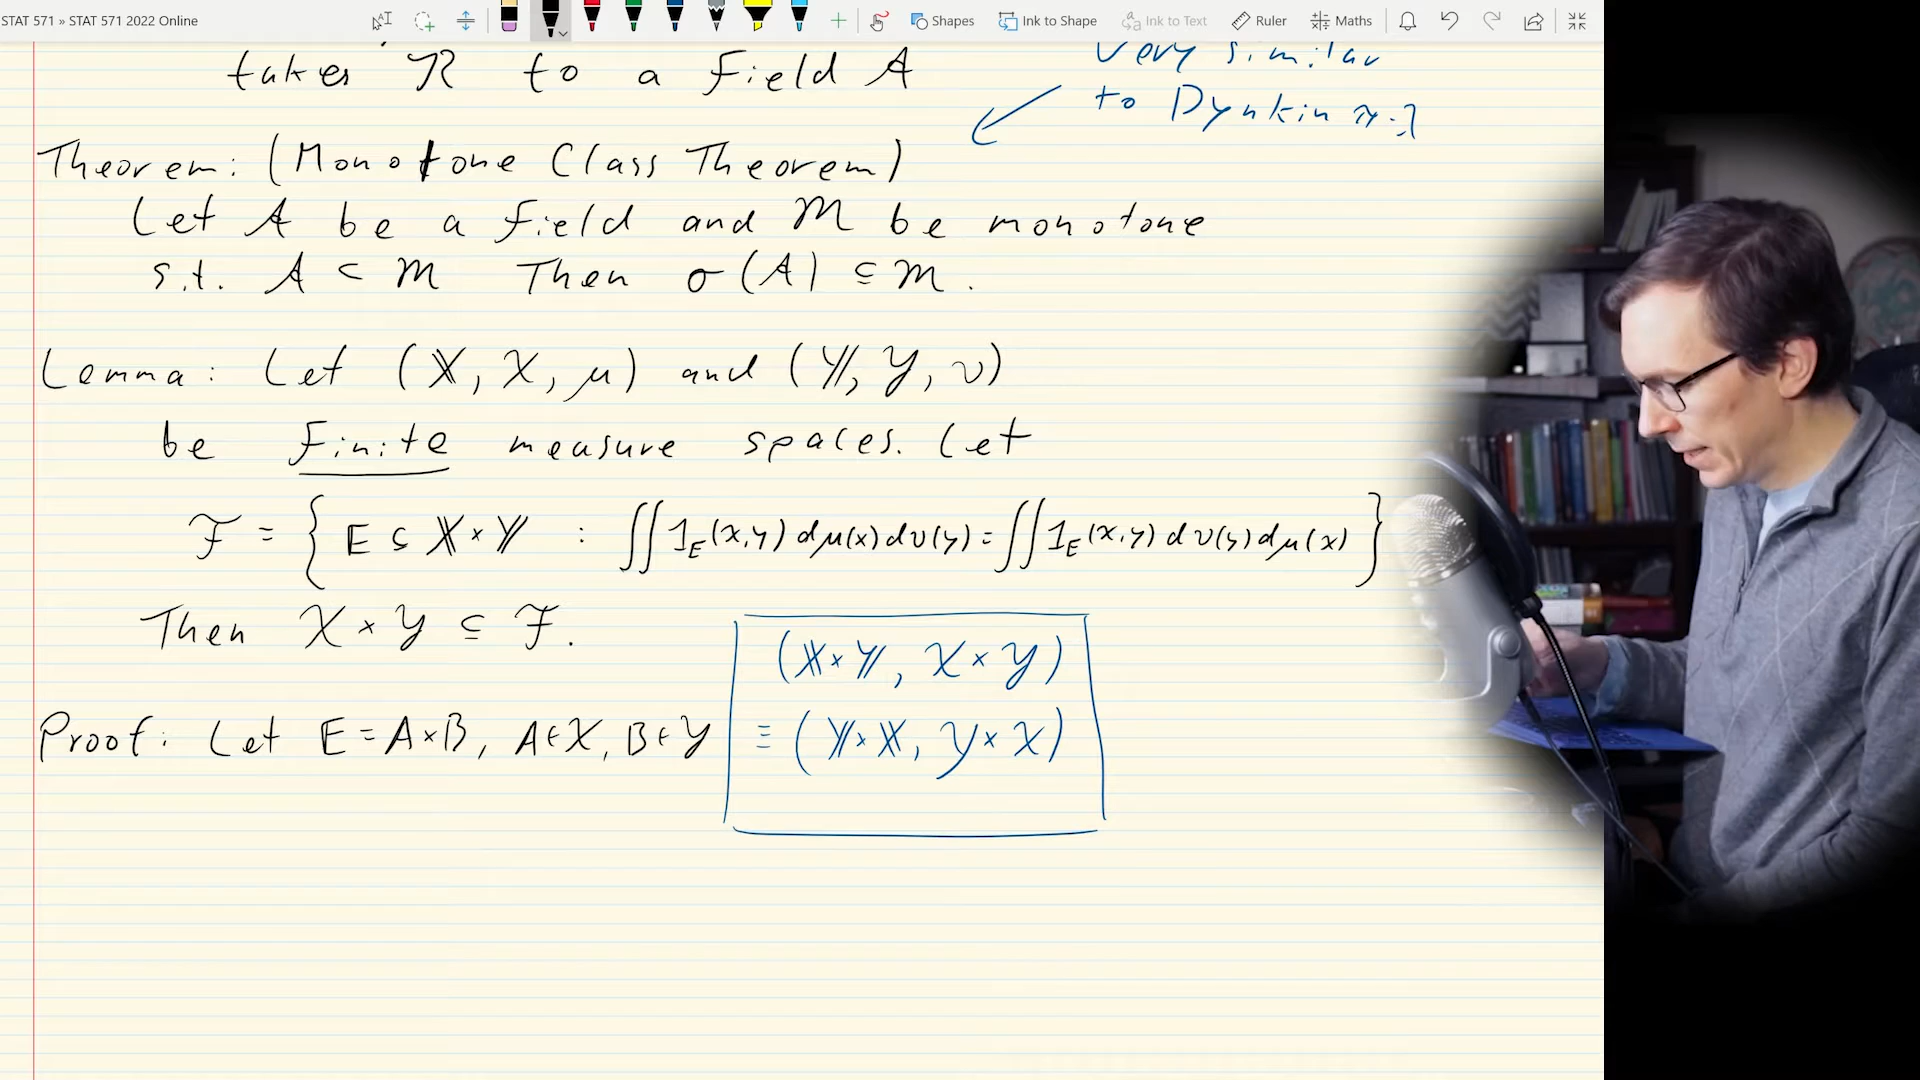 STAT 571 » STAT 571 2022 Online
Shapes Ink to Shape Ink to Text Ruler Maths
takes R to a field A
very similar
to Dynkin π-λ
Theorem: (Monotone Class Theorem)
Let A be a field and M be monotone
s.t. A ⊂ M Then σ(A) ⊆ M.
Lemma: Let (𝕏, 𝒳, μ) and (𝕐, 𝒴, ν)
be finite measure spaces. Let
ℱ = { E ⊆ 𝕏 × 𝕐 : ∫∫ 1_E(x,y) dμ(x) dν(y) = ∫∫ 1_E(x,y) dν(y) dμ(x) }
Then 𝒳 × 𝒴 ⊆ ℱ.
(𝕏 × 𝕐, 𝒳 × 𝒴)
≡ (𝕐 × 𝕏, 𝒴 × 𝒳)
Proof: Let E = A × B, A ∈ 𝒳, B ∈ 𝒴